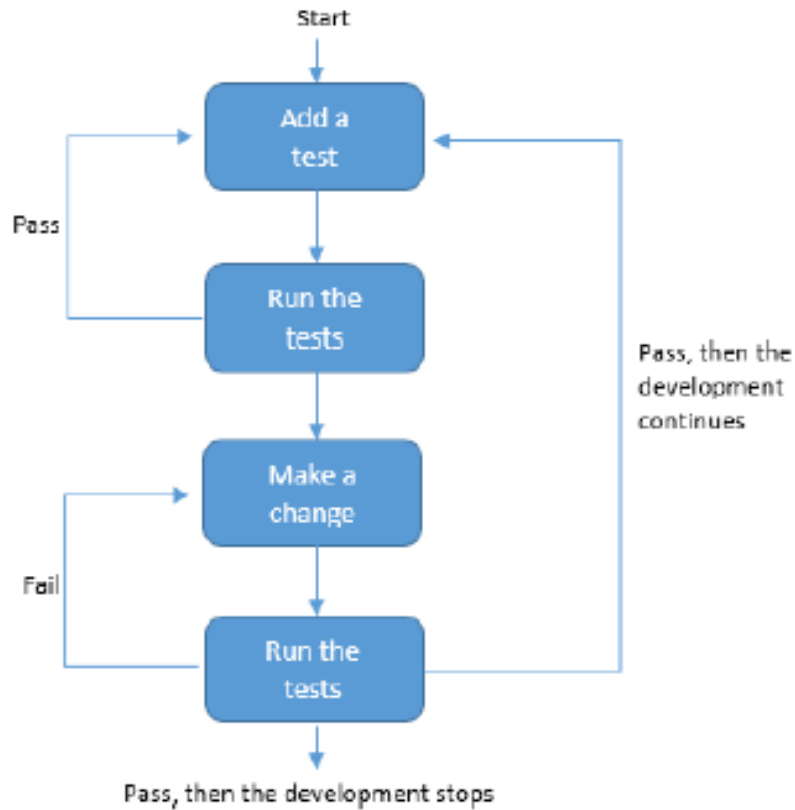 Start
Add a
test
Pass
Run the
tests
Pass, then the
development
continues
Make a
change
Fail
Run the
tests
Pass, then the development stops